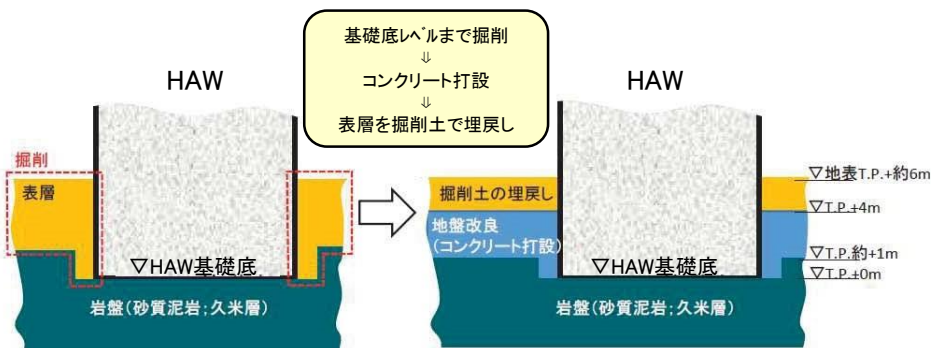 基礎底レベルまで掘削
⇓
コンクリート打設
⇓
表層を掘削土で埋戻し
HAW
HAW
掘削
表層
▽HAW基礎底
岩盤(砂質泥岩;久米層)
掘削土の埋戻し
地盤改良
(コンクリート打設)
▽HAW基礎底
岩盤(砂質泥岩;久米層)
▽地表T.P.+約6m
▽T.P.+4m
▽T.P.約+1m
▽T.P.+0m